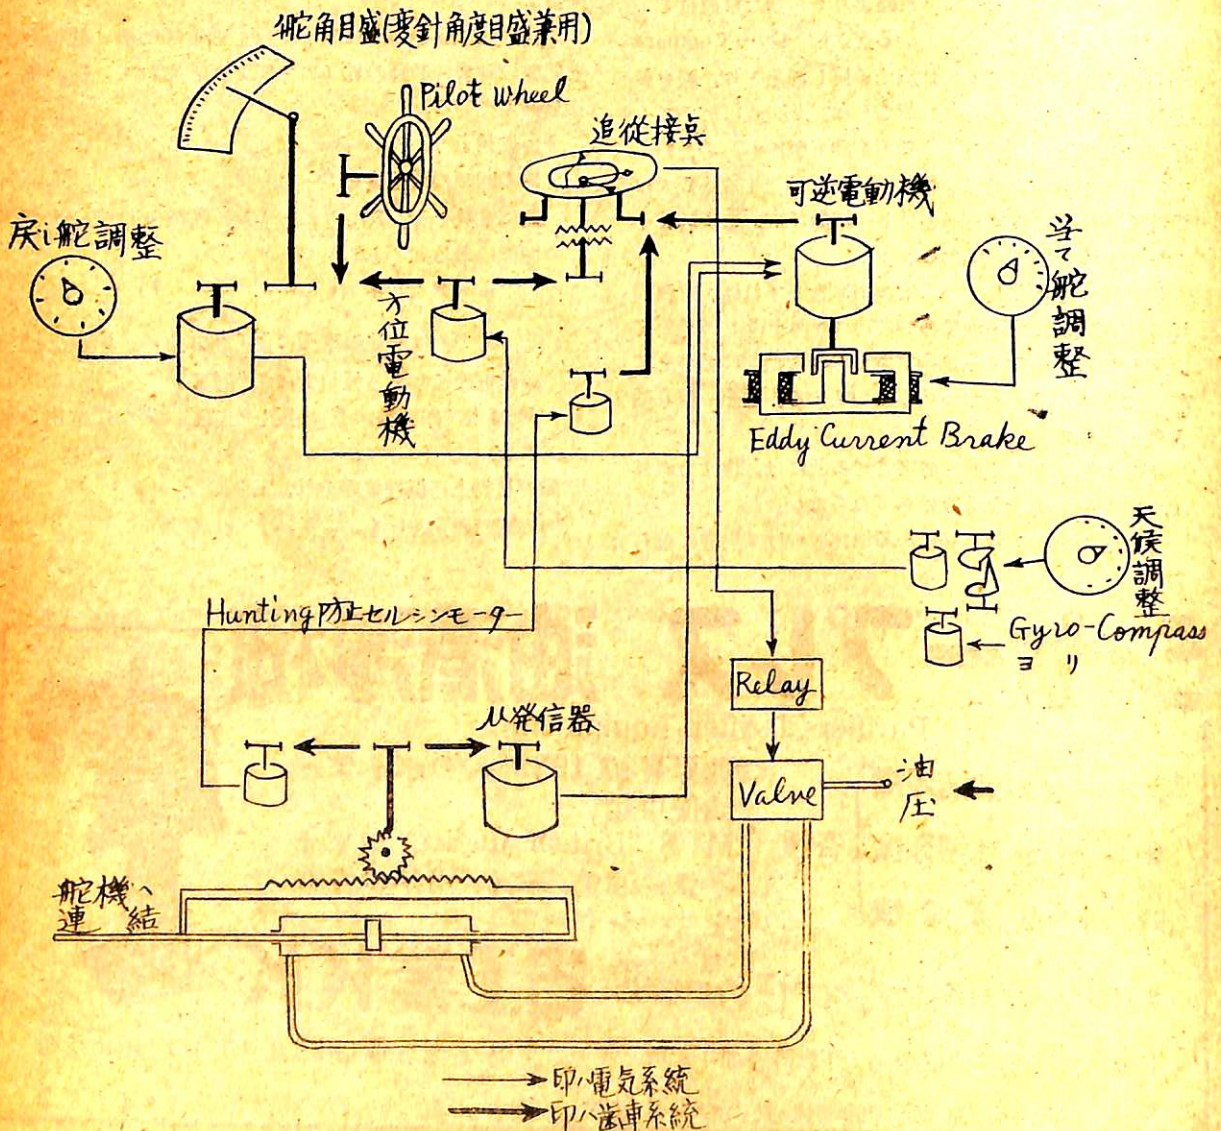 舵角目盛(変針角度目盛兼用)
Pilot wheel
追從接点
可逆電動機
戻し舵調整
当て舵調整
方位電動機
Eddy Current Brake
天候調整
Hunting防止セルシンモーター
Gyro-Compass
ヨリ
Relay
μ発信器
Valve
油圧
舵機へ
連結
印ハ電気系統
印ハ歯車系統